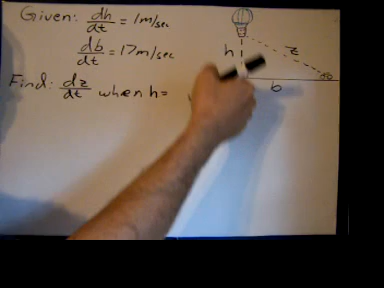 Given: dh/dt = 1m/sec
db/dt = 17m/sec
Find: dz/dt when h=
h
z
b